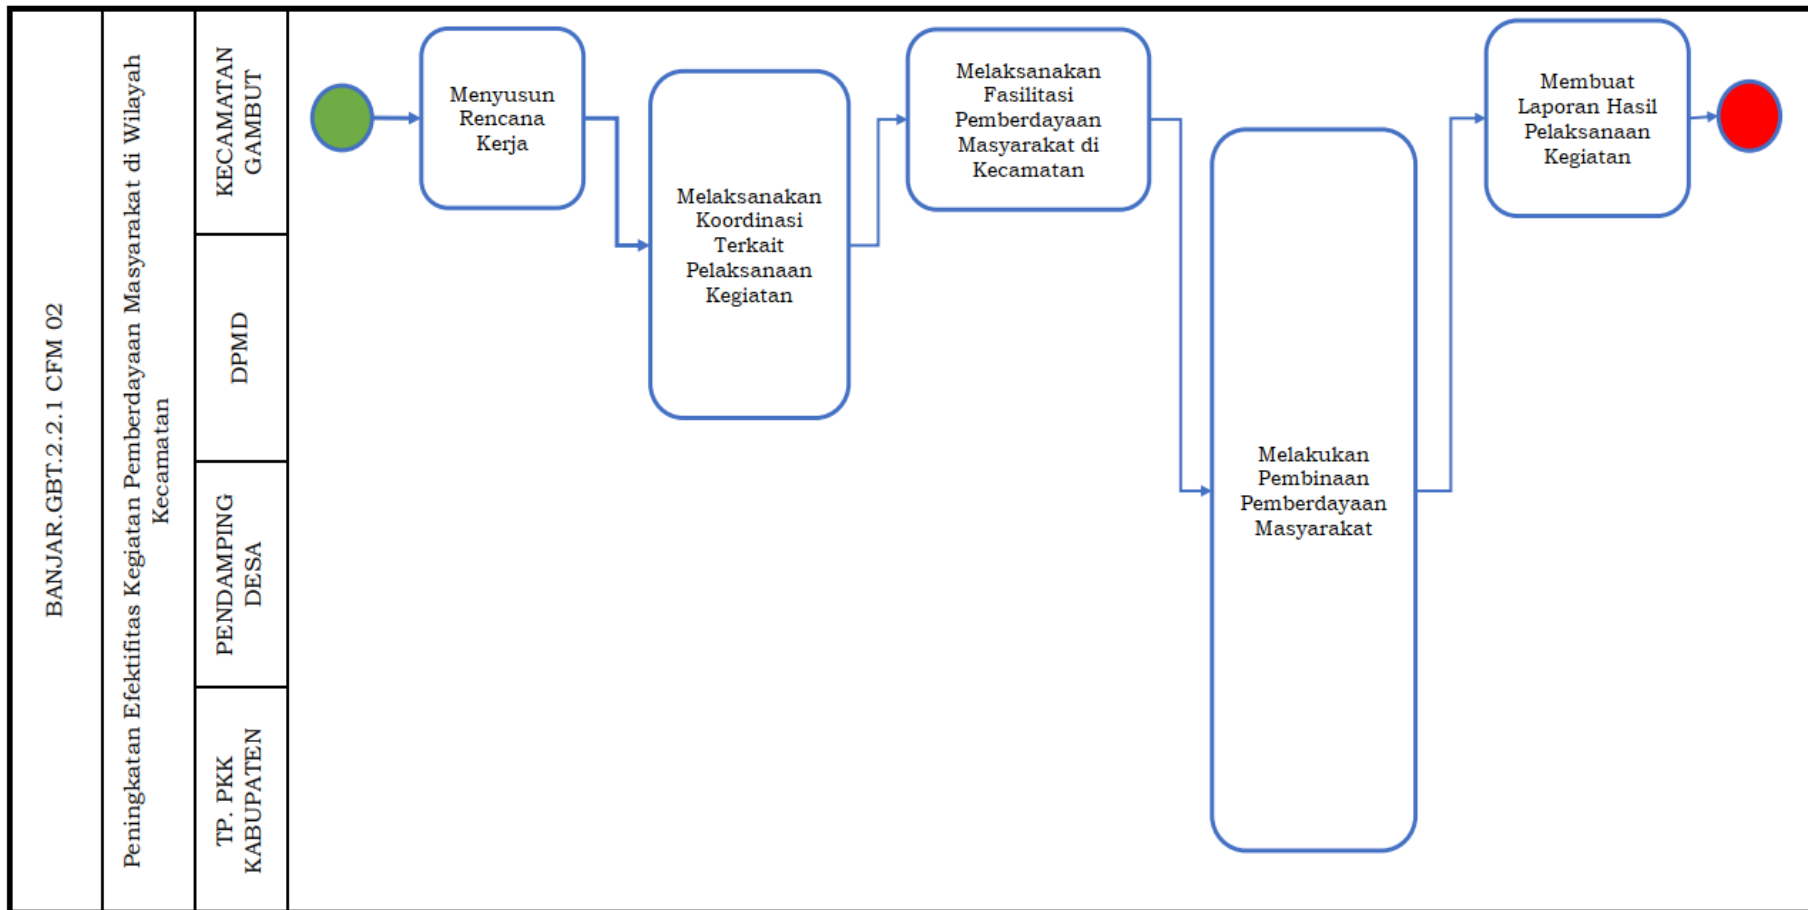 BANJAR.GBT.2.2.1 CFM 02
Peningkatan Efektifitas Kegiatan Pemberdayaan Masyarakat di Wilayah
Kecamatan
KECAMATAN
GAMBUT
DPMD
PENDAMPING
DESA
TP. PKK
KABUPATEN
Menyusun
Rencana
Kerja
Melaksanakan
Koordinasi
Terkait
Pelaksanaan
Kegiatan
Melaksanakan
Fasilitasi
Pemberdayaan
Masyarakat di
Kecamatan
Melakukan
Pembinaan
Pemberdayaan
Masyarakat
Membuat
Laporan Hasil
Pelaksanaan
Kegiatan